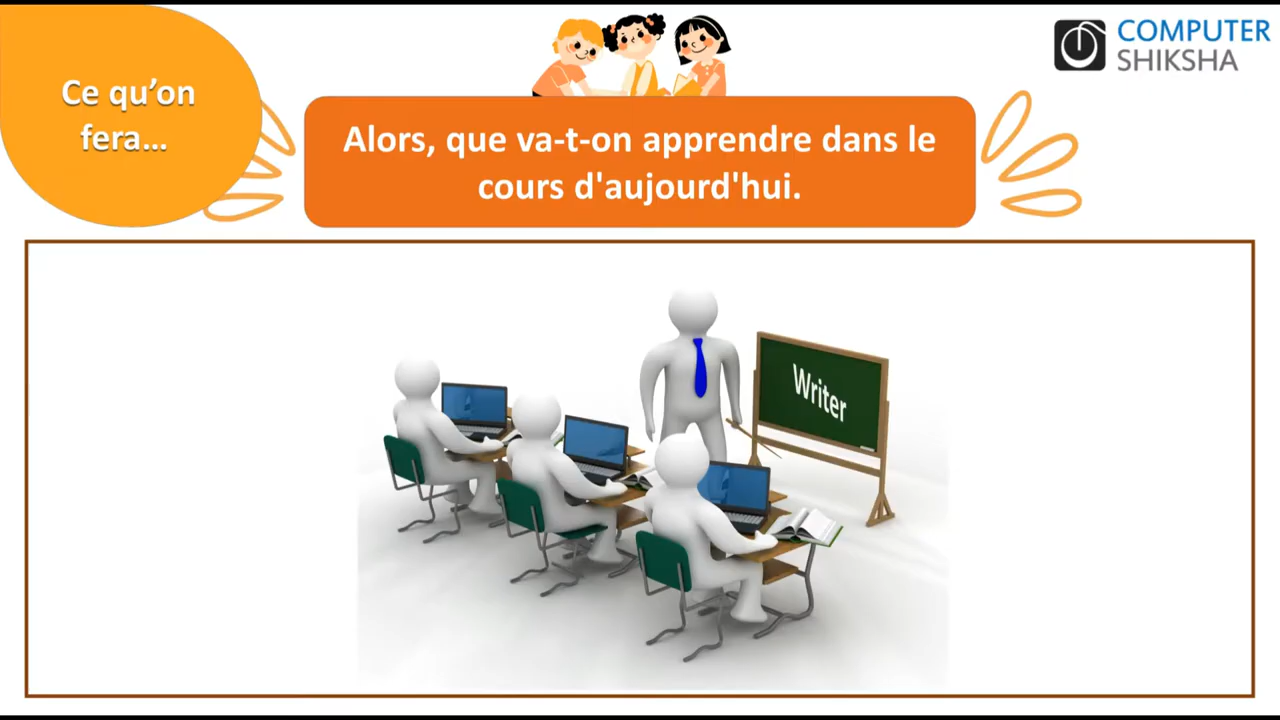 Ce qu’on
fera...
Alors, que va-t-on apprendre dans le
cours d'aujourd'hui.
COMPUTER
SHIKSHA
Writer